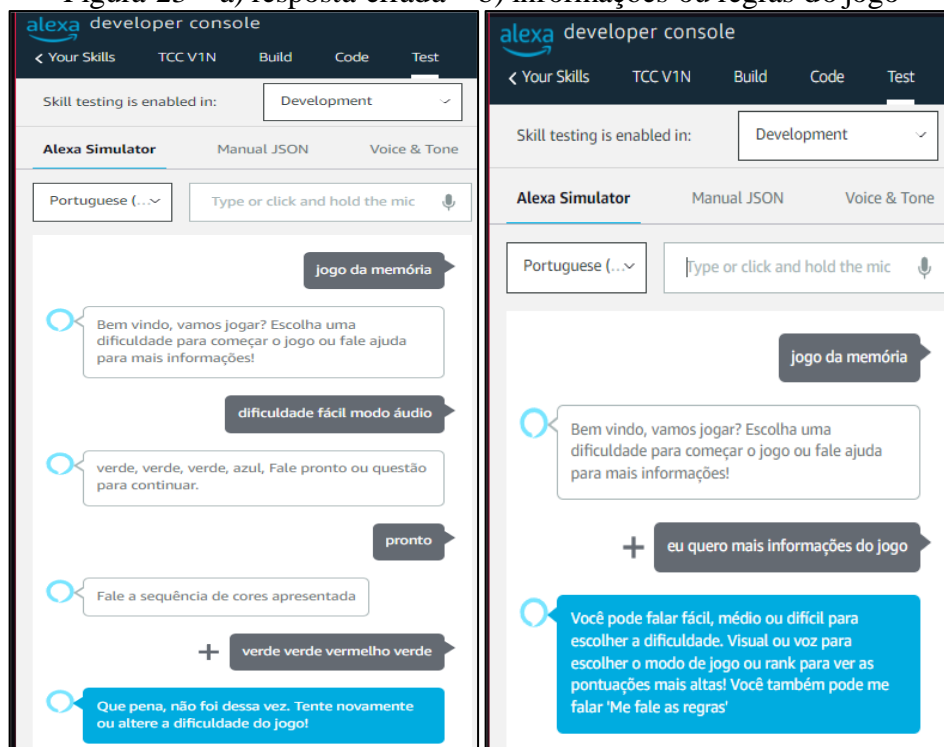 Figura 23 – a) resposta errada – b) informações ou regras do jogo
alexa developer console
< Your Skills TCC V1N Build Code Test
Skill testing is enabled in: Development
Alexa Simulator Manual JSON Voice & Tone
Portuguese (... Type or click and hold the mic
jogo da memória
Bem vindo, vamos jogar? Escolha uma
dificuldade para começar o jogo ou fale ajuda
para mais informações!
dificuldade fácil modo áudio
verde, verde, verde, azul, Fale pronto ou questão
para continuar.
pronto
Fale a sequência de cores apresentada
+ verde verde vermelho verde
Que pena, não foi dessa vez. Tente novamente
ou altere a dificuldade do jogo!
alexa developer console
< Your Skills TCC V1N Build Code Test
Skill testing is enabled in: Development
Alexa Simulator Manual JSON Voice & Tone
Portuguese (... Type or click and hold the mic
jogo da memória
Bem vindo, vamos jogar? Escolha
uma
dificuldade para começar o jogo ou fale ajuda
para mais informações!
+ eu quero mais informações do jogo
Você pode falar fácil, médio ou difícil para
escolher a dificuldade. Visual ou voz para
escolher o modo de jogo ou rank para ver as
pontuações mais altas! Você também pode me
falar 'Me fale as regras'